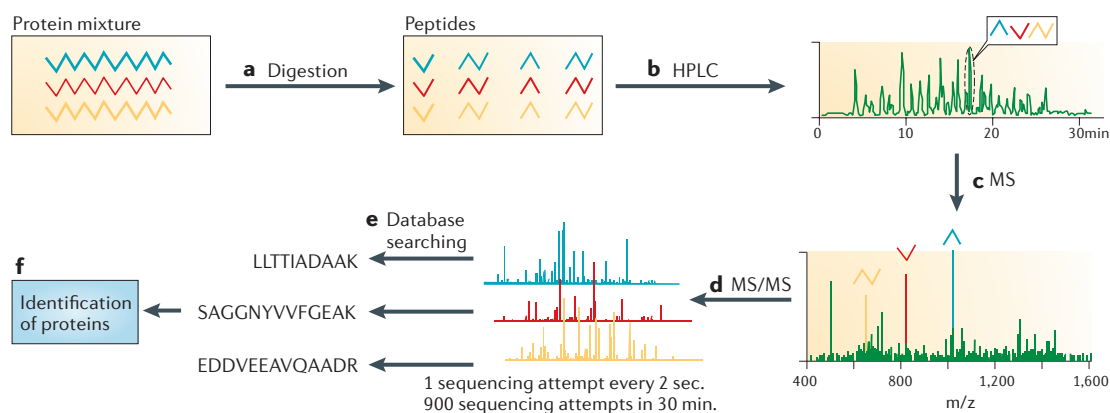 Protein mixture
a Digestion
Peptides
b HPLC
0 10 20 30min
c MS
400 800 1,200 1,600
m/z
d MS/MS
e Database
searching
LLTTIADAAK
SAGGNYVVFGEAK
EDDVEEAVQAADR
1 sequencing attempt every 2 sec.
900 sequencing attempts in 30 min.
f
Identification
of proteins